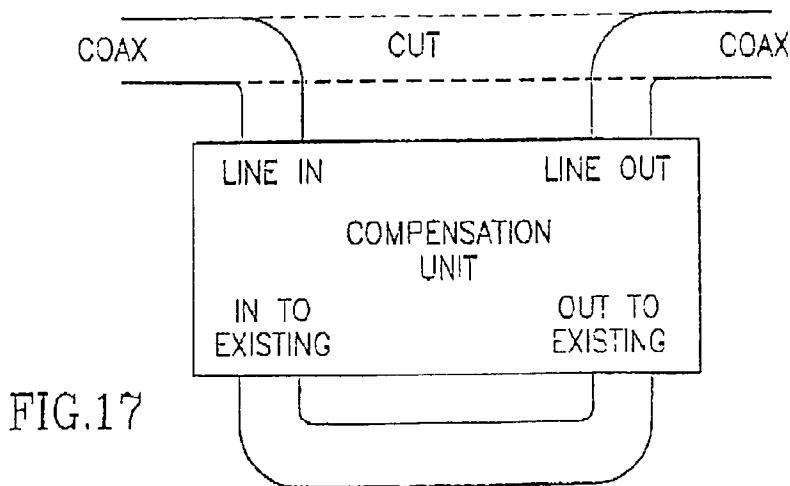 COAX
CUT
COAX
LINE IN
LINE OUT
COMPENSATION
UNIT
IN TO
EXISTING
OUT TO
EXISTING
FIG.17